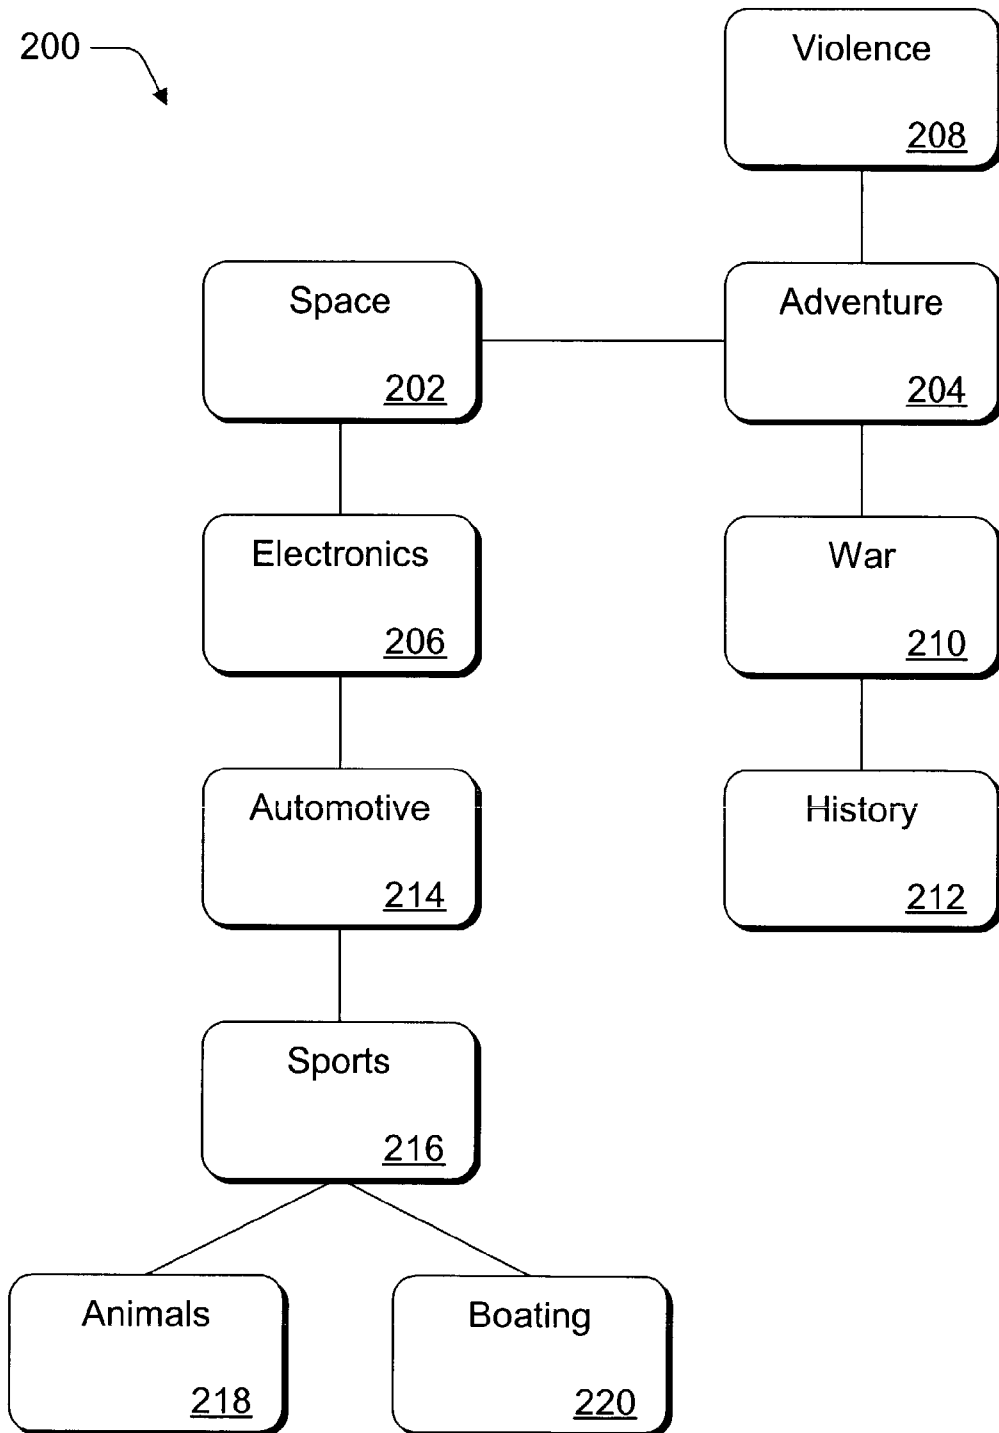 200
Violence
208
Space
202
Adventure
204
Electronics
206
War
210
Automotive
214
History
212
Sports
216
Animals
218
Boating
220